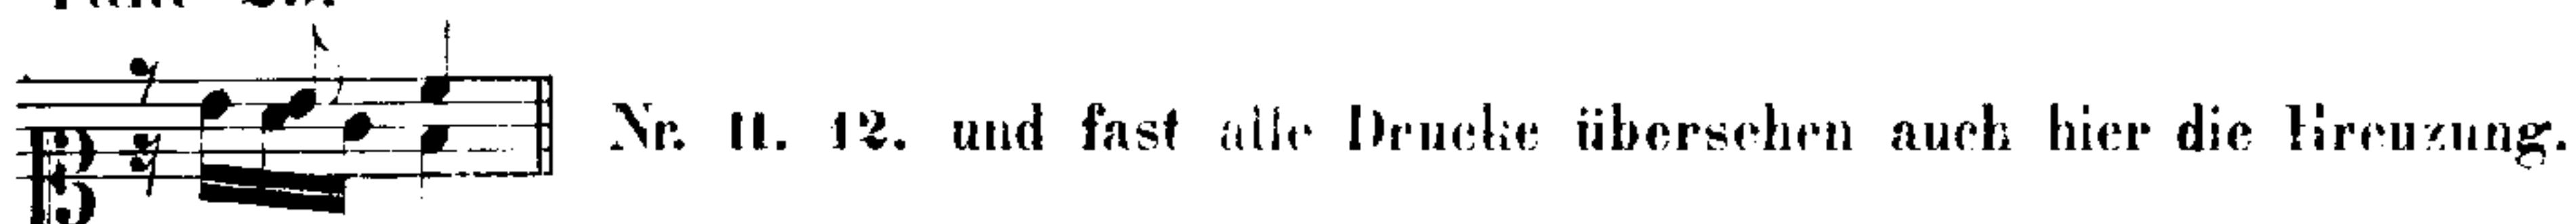 Nr. 11. 12. und fast alle Drucke übersehen auch hier die Kreuzung.